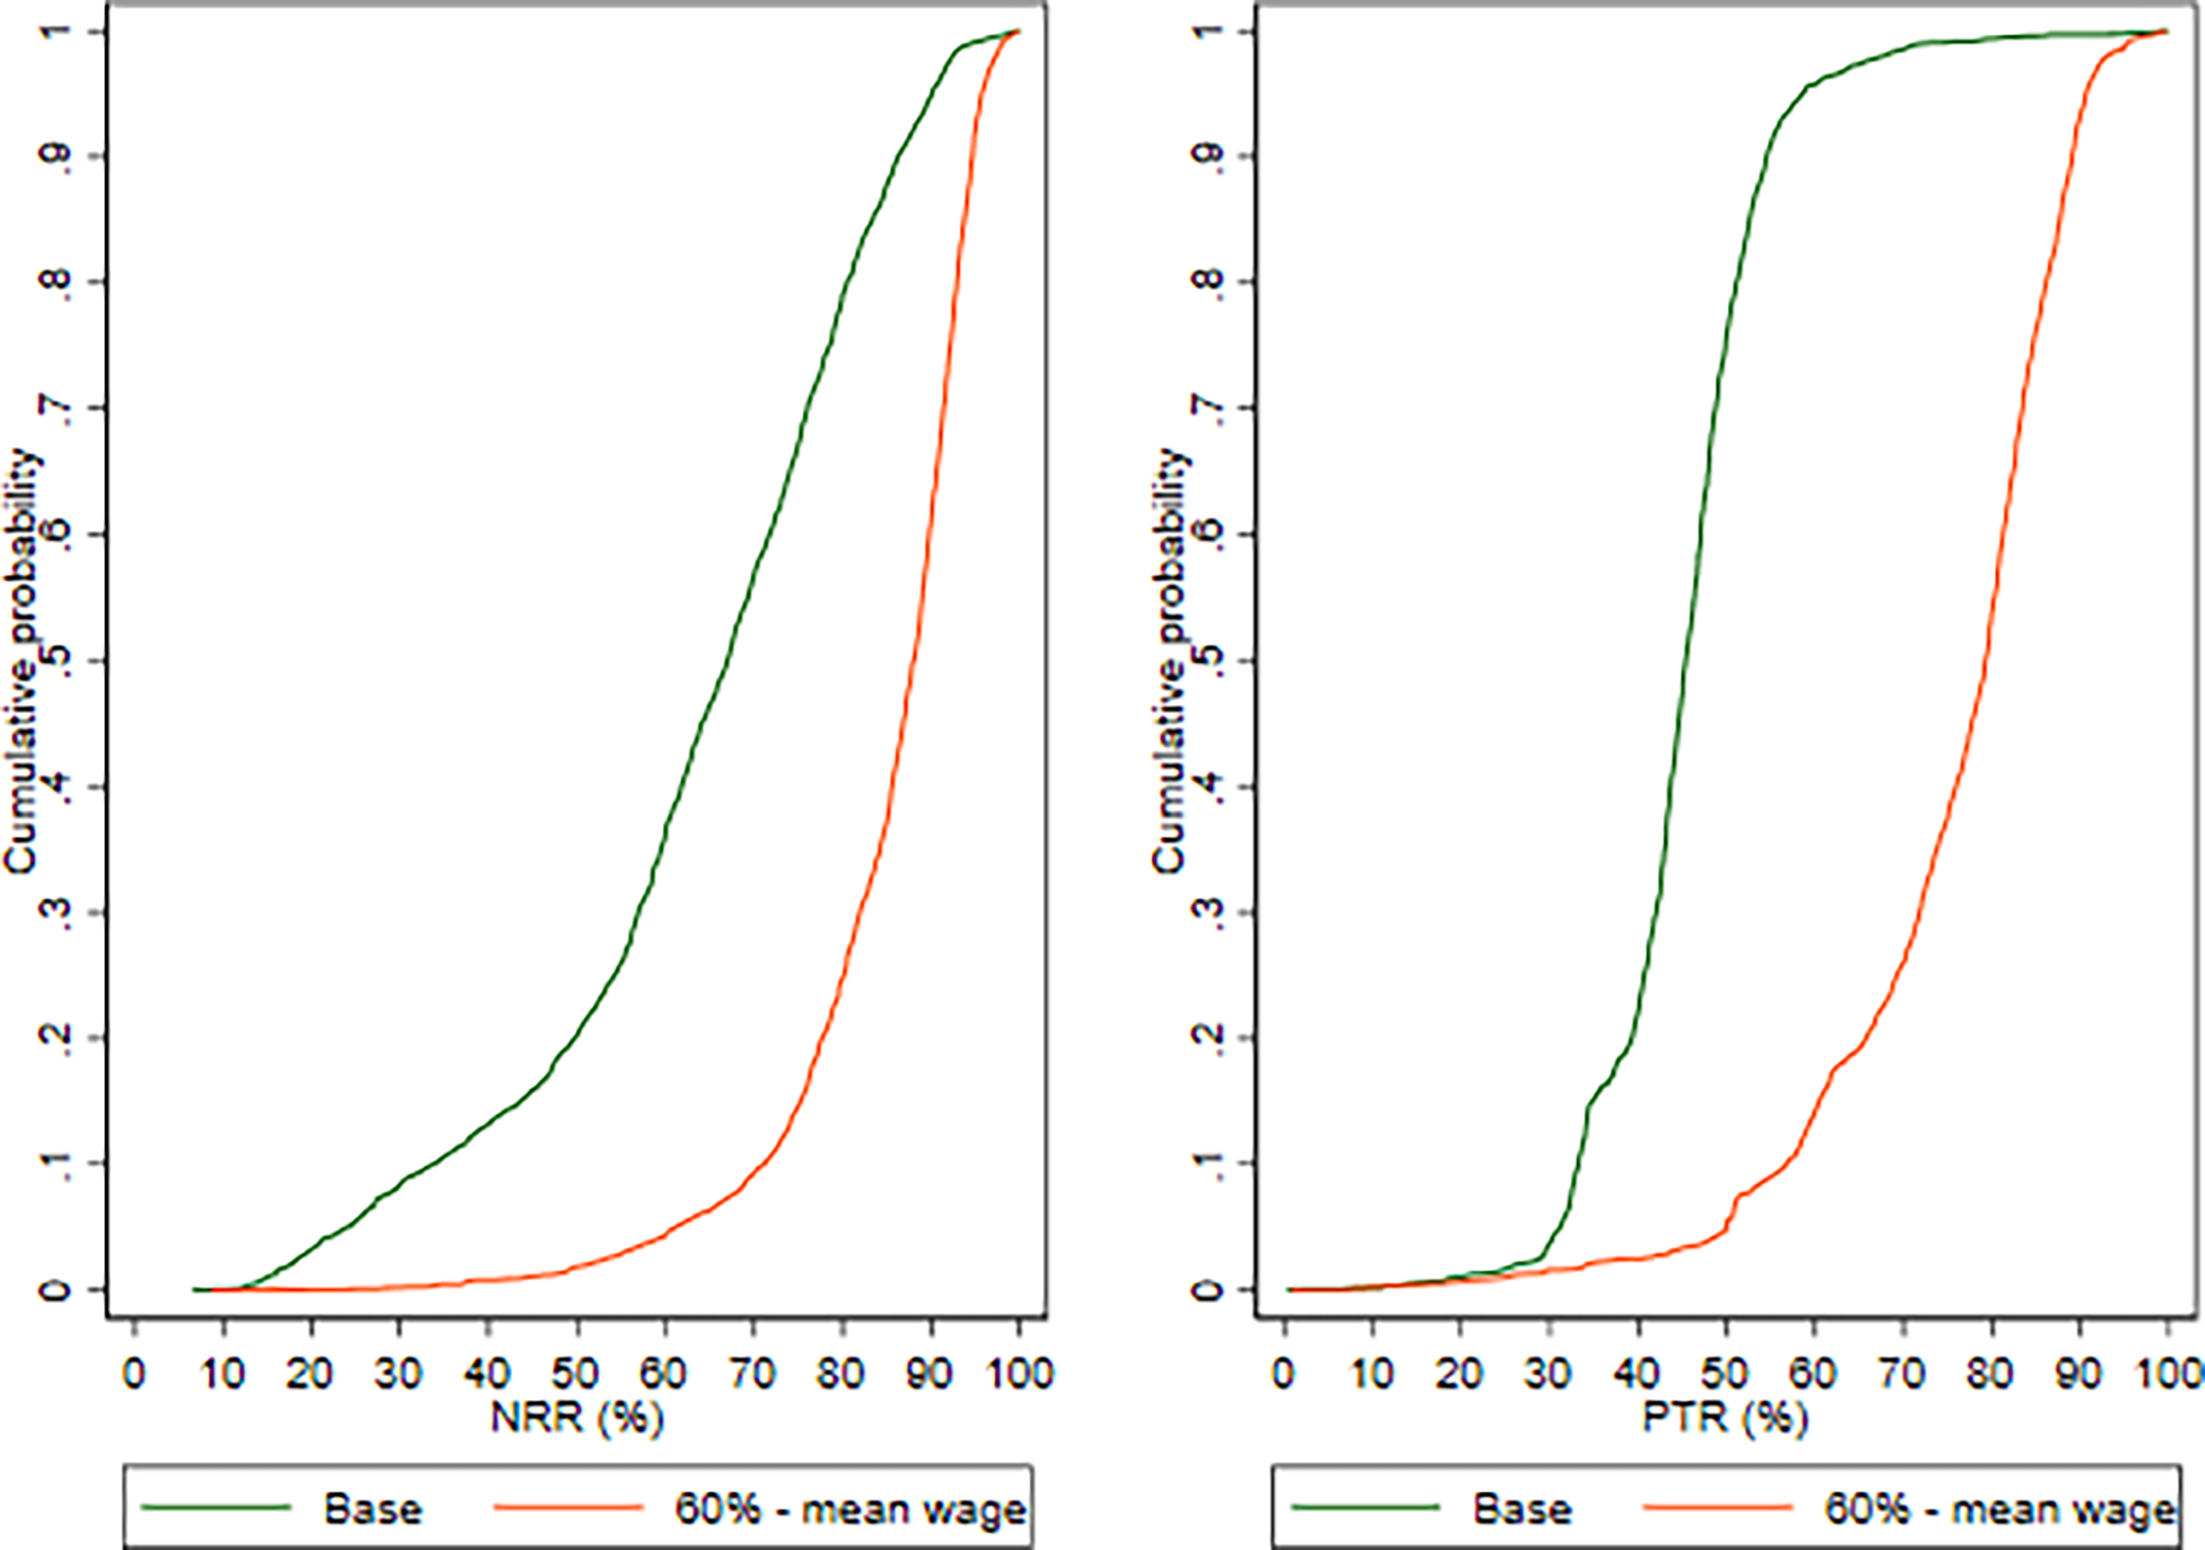 Cumulative probability
1
.9
.8
.7
.6
.5
.4
.3
.2
.1
0
0 10 20 30 40 50 60 70 80 90 100
NRR (%)
Base 60% - mean wage
Cumulative probability
1
.9
.8
.7
.6
.5
.4
.3
.2
.1
0
0 10 20 30 40 50 60 70 80 90 100
PTR (%)
Base 60% - mean wage